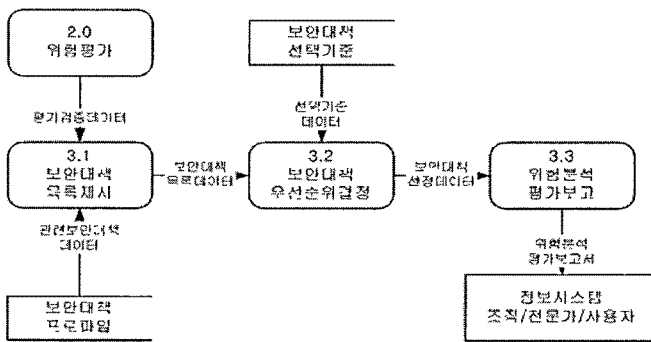 2.0
위험평가
보안대책
선택기준
평가검증데이터
선택기준
데이터
3.1
보안대책
목록제시
보안대책
목록데이터
3.2
보안대책
우선순위결정
보안대책
선정데이터
3.3
위험분석
평가보고
관련보안대책
데이터
위험분석
평가보고서
보안대책
프로파일
정보시스템
조직/전문가/사용자